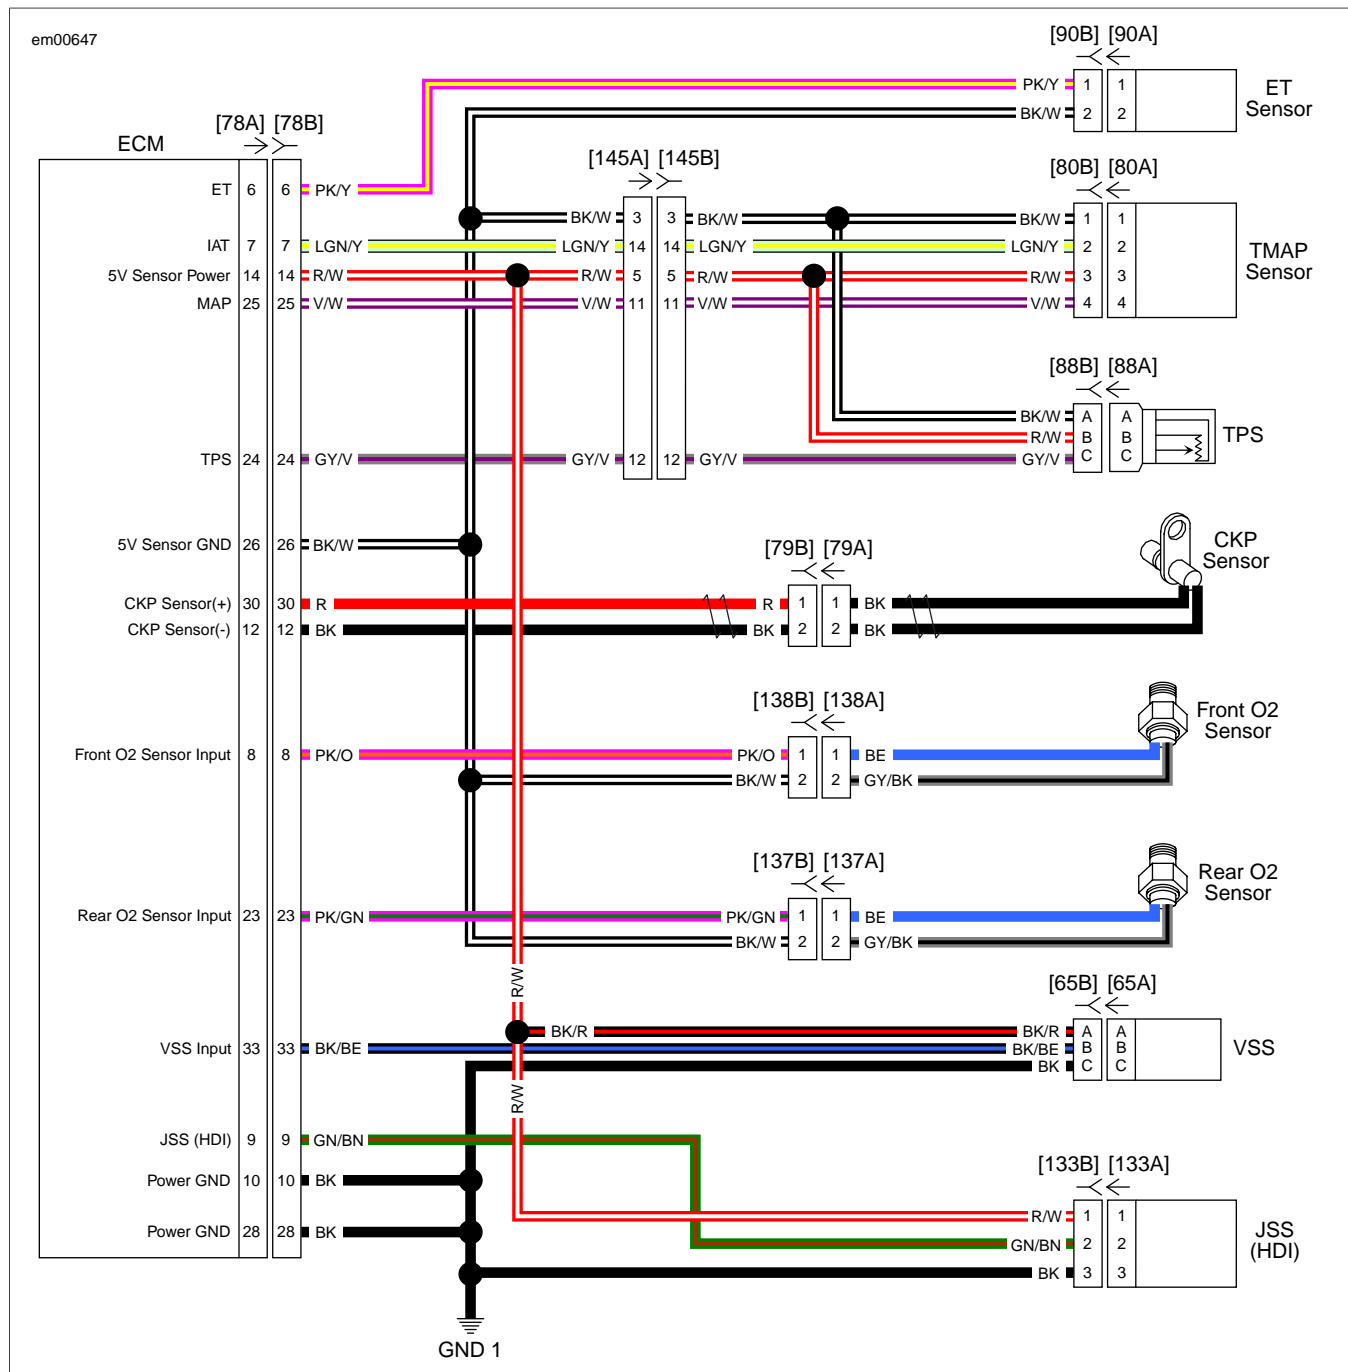 em00647
[90B] [90A]
PK/Y 1 1
BK/W 2 2
ET
Sensor
[78A] [78B]
ECM
[145A] [145B]
[80B] [80A]
ET 6 6 PK/Y
BK/W 3 3 BK/W BK/W 1 1
IAT 7 7 LGN/Y LGN/Y 14 14 LGN/Y LGN/Y 2 2
5V Sensor Power 14 14 R/W R/W 5 5 R/W R/W 3 3
MAP 25 25 V/W V/W 11 11 V/W V/W 4 4
TMAP
Sensor
[88B] [88A]
BK/W A A
R/W B B
TPS
TPS 24 24 GY/V GY/V 12 12 GY/V GY/V C C
5V Sensor GND 26 26 BK/W
[79B] [79A]
CKP
Sensor
CKP Sensor(+) 30 30 R R 1 1 BK
CKP Sensor(-) 12 12 BK BK 2 2 BK
[138B] [138A]
Front O2
Sensor
Front O2 Sensor Input 8 8 PK/O PK/O 1 1 BE
BK/W 2 2 GY/BK
[137B] [137A]
Rear O2
Sensor
Rear O2 Sensor Input 23 23 PK/GN PK/GN 1 1 BE
BK/W 2 2 GY/BK
R/W
[65B] [65A]
BK/R BK/R A A
VSS Input 33 33 BK/BE BK/BE B B
BK C C
VSS
R/W
JSS (HDI) 9 9 GN/BN
[133B] [133A]
Power GND 10 10 BK
R/W 1 1
Power GND 28 28 BK
GN/BN 2 2
BK 3 3
JSS
(HDI)
GND 1